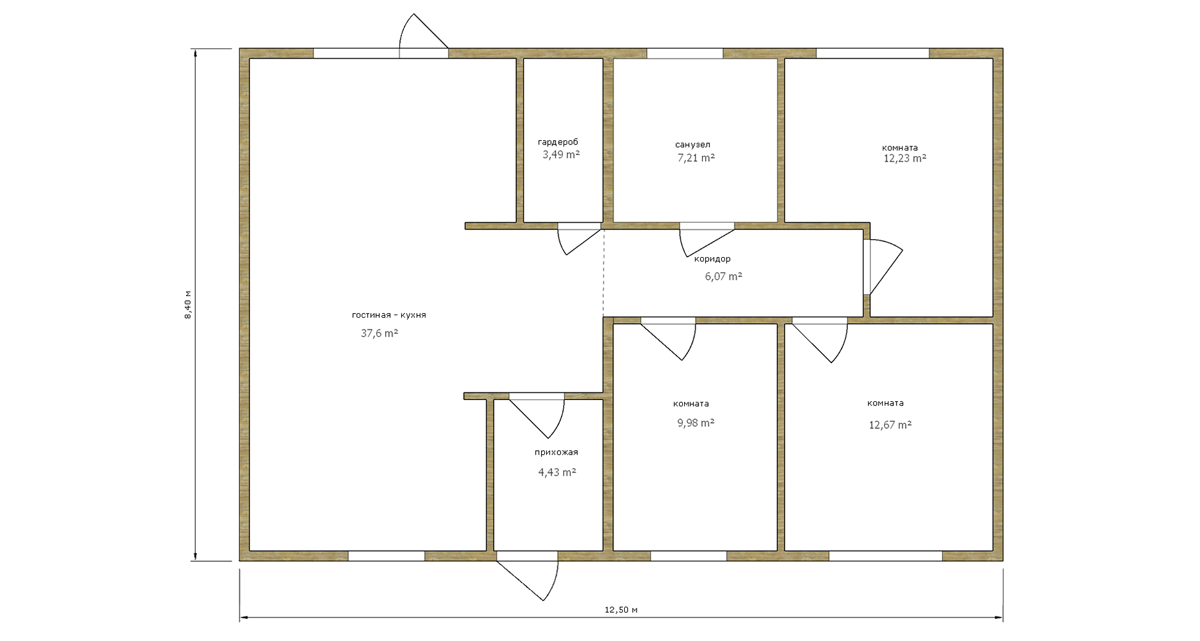 гардероб
3,49 m²
санузел
7,21 m²
комната
12,23 m²
коридор
6,07 m²
8,40 м
гостиная - кухня
37,6 m²
комната
9,98 m²
комната
12,67 m²
прихожая
4,43 m²
12,50 м